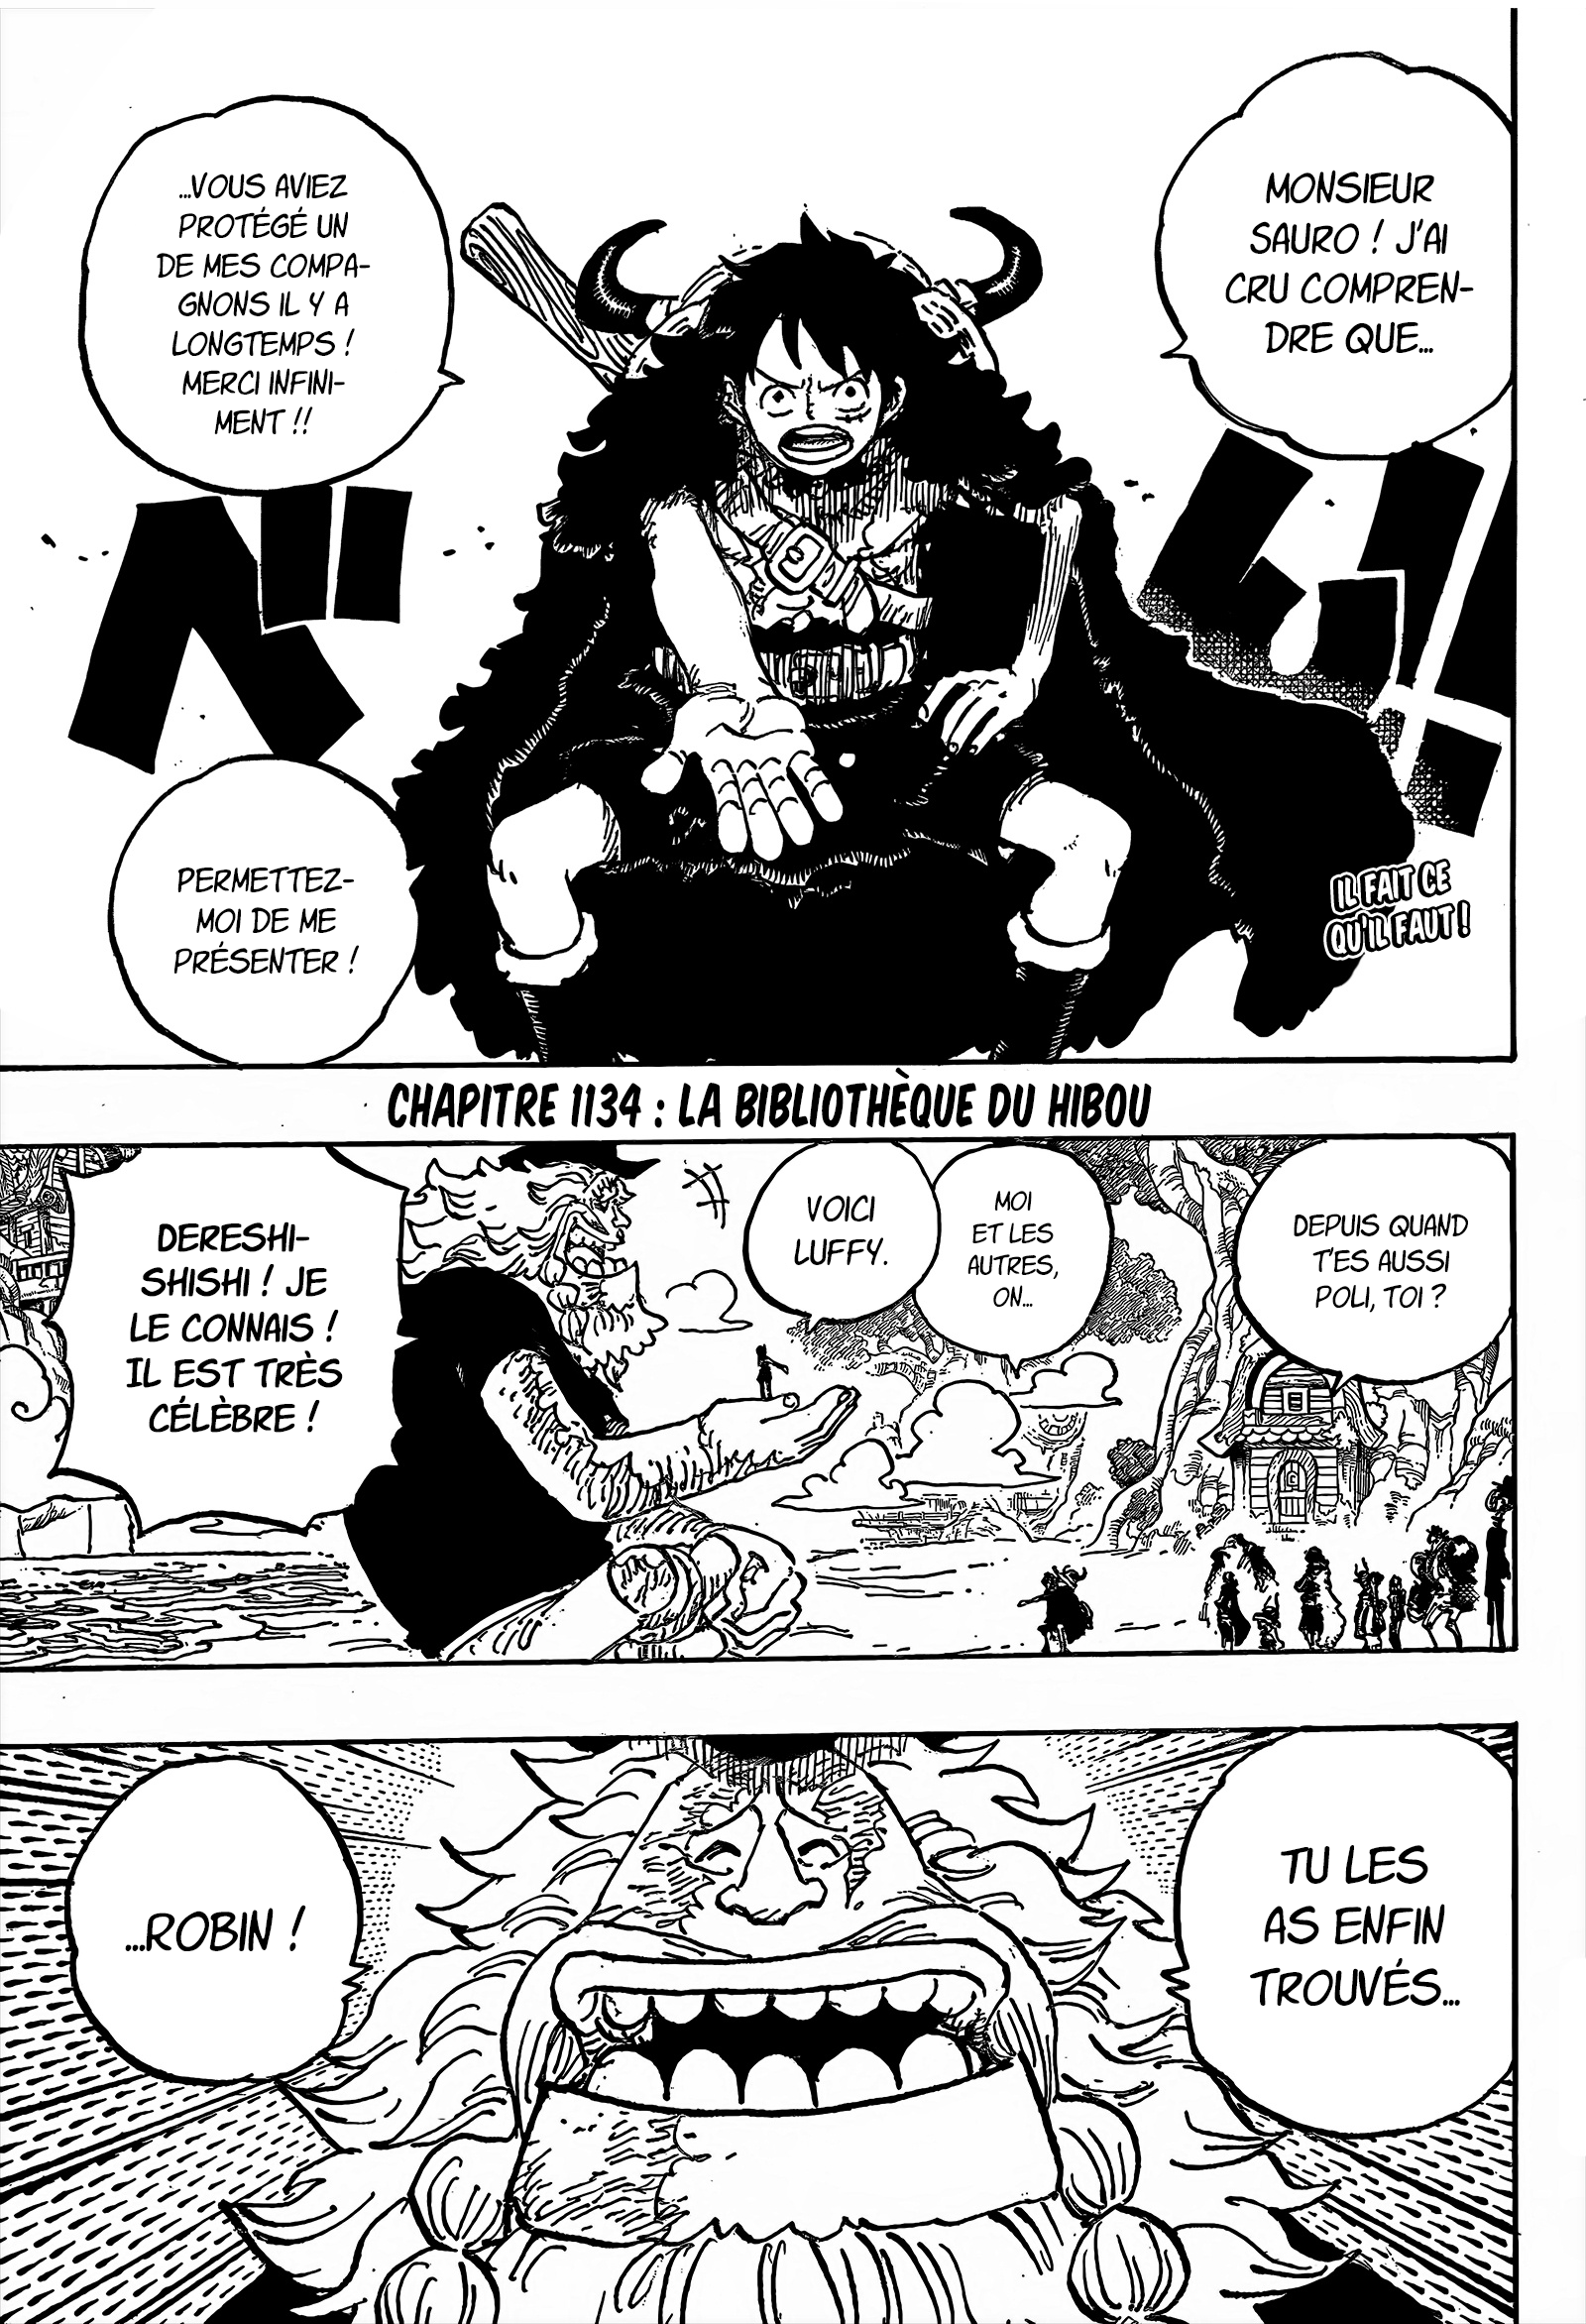 MONSIEUR
SAURO ! J'AI
CRU COMPREN-
DRE QUE...
...VOUS AVIEZ
PROTÉGÉ UN
DE MES COMPA-
GNONS IL Y A
LONGTEMPS !
MERCI INFINI-
MENT !!
PERMETTEZ-
MOI DE ME
PRÉSENTER !
IL FAIT CE
QU'IL FAUT !
CHAPITRE 1134 : LA BIBLIOTHÈQUE DU HIBOU
DEPUIS QUAND
T'ES AUSSI
POLI, TOI ?
MOI
ET LES
AUTRES,
ON...
VOICI
LUFFY.
DERESHI-
SHISHI ! JE
LE CONNAIS !
IL EST TRÈS
CÉLÈBRE !
TU LES
AS ENFIN
TROUVÉS...
...ROBIN !